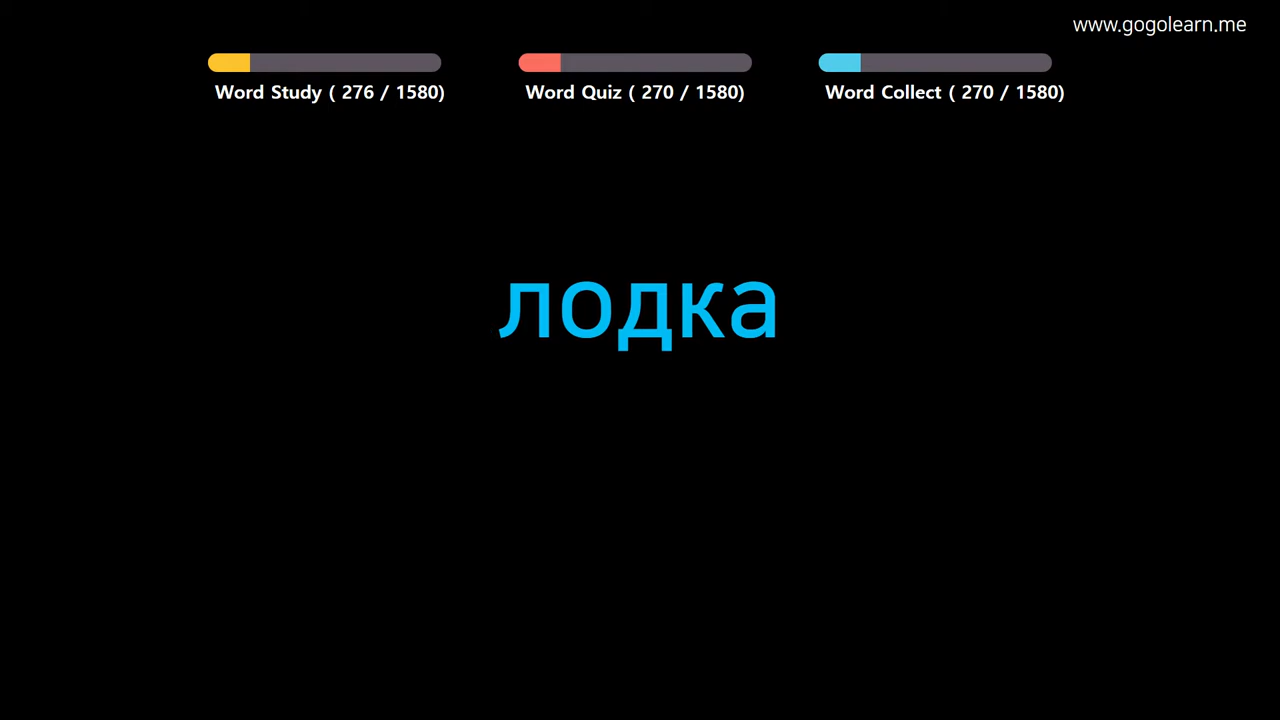 www.gogolearn.me
Word Study ( 276 / 1580)
Word Quiz ( 270 / 1580)
Word Collect ( 270 / 1580)
лодка